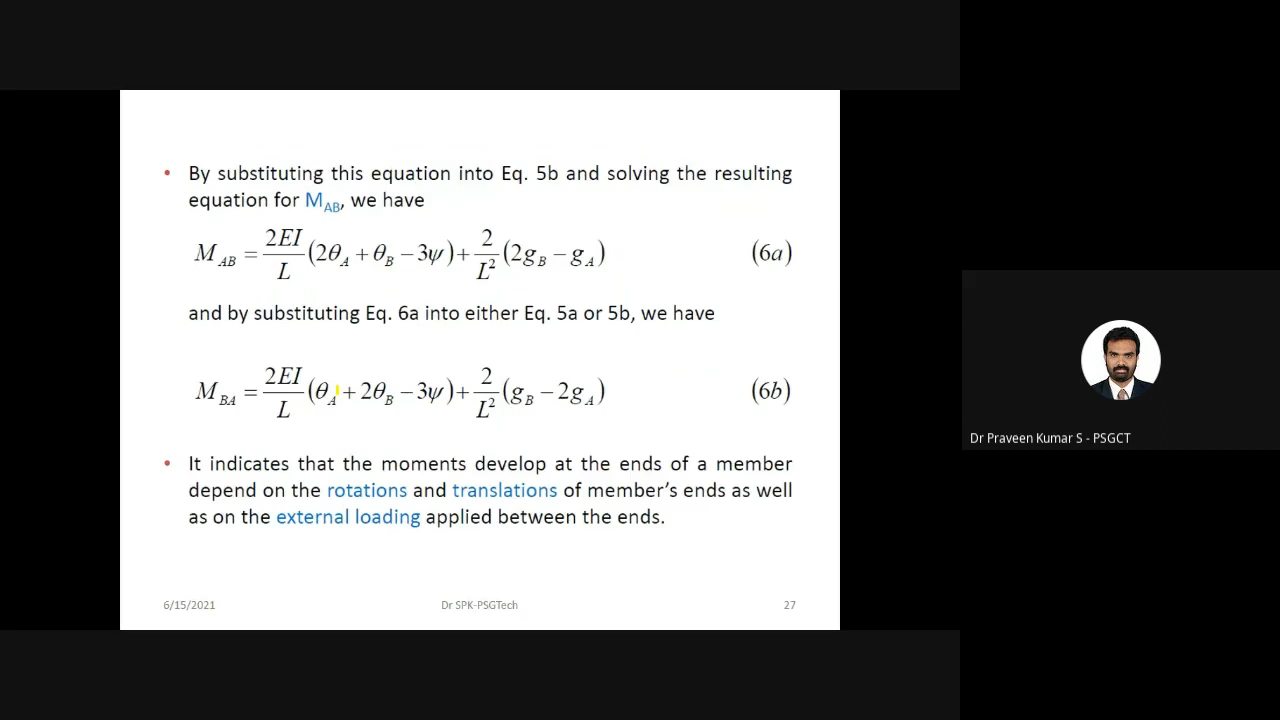 • By substituting this equation into Eq. 5b and solving the resulting
equation for M_AB, we have
M_AB = 2EI/L (2θ_A + θ_B − 3ψ) + 2/L² (2g_B − g_A) (6a)
and by substituting Eq. 6a into either Eq. 5a or 5b, we have
M_BA = 2EI/L (θ_A + 2θ_B − 3ψ) + 2/L² (g_B − 2g_A) (6b)
• It indicates that the moments develop at the ends of a member
depend on the rotations and translations of member’s ends as well
as on the external loading applied between the ends.
6/15/2021 Dr SPK-PSGTech 27
Dr Praveen Kumar S - PSGCT